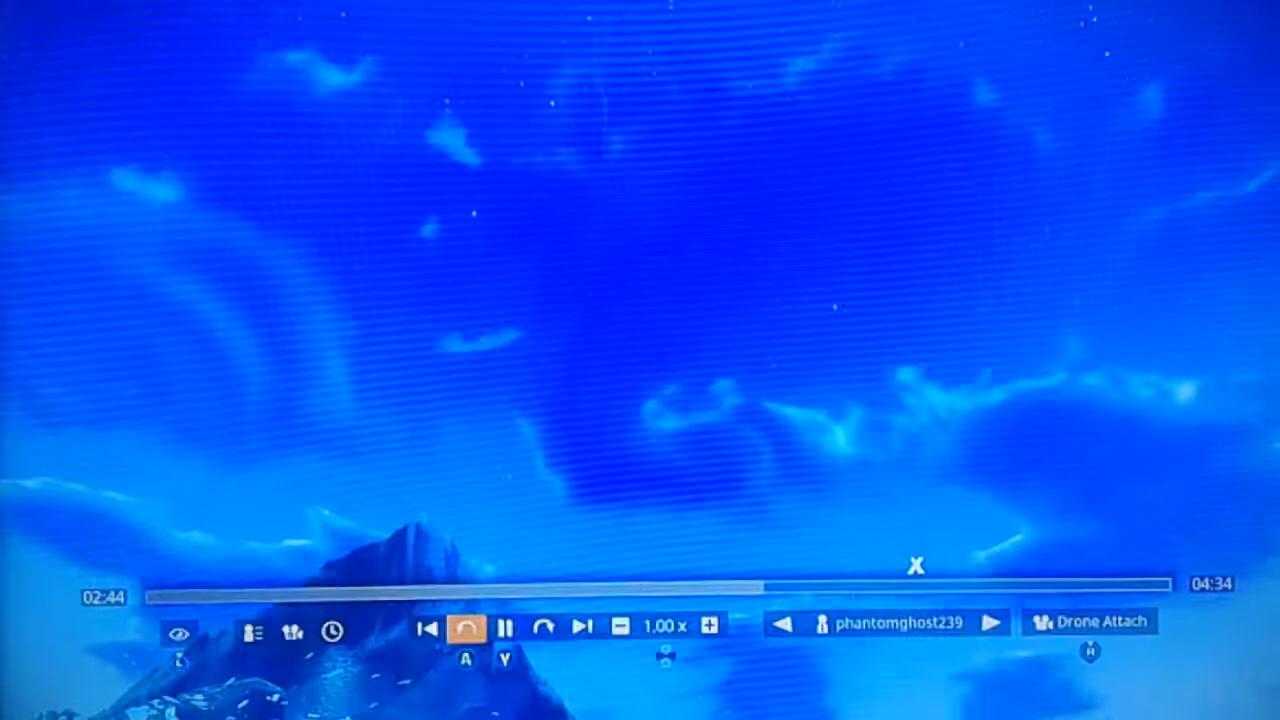 X
02:44
04:34
1.00 x
phantomghost239
Drone Attach
A
Y